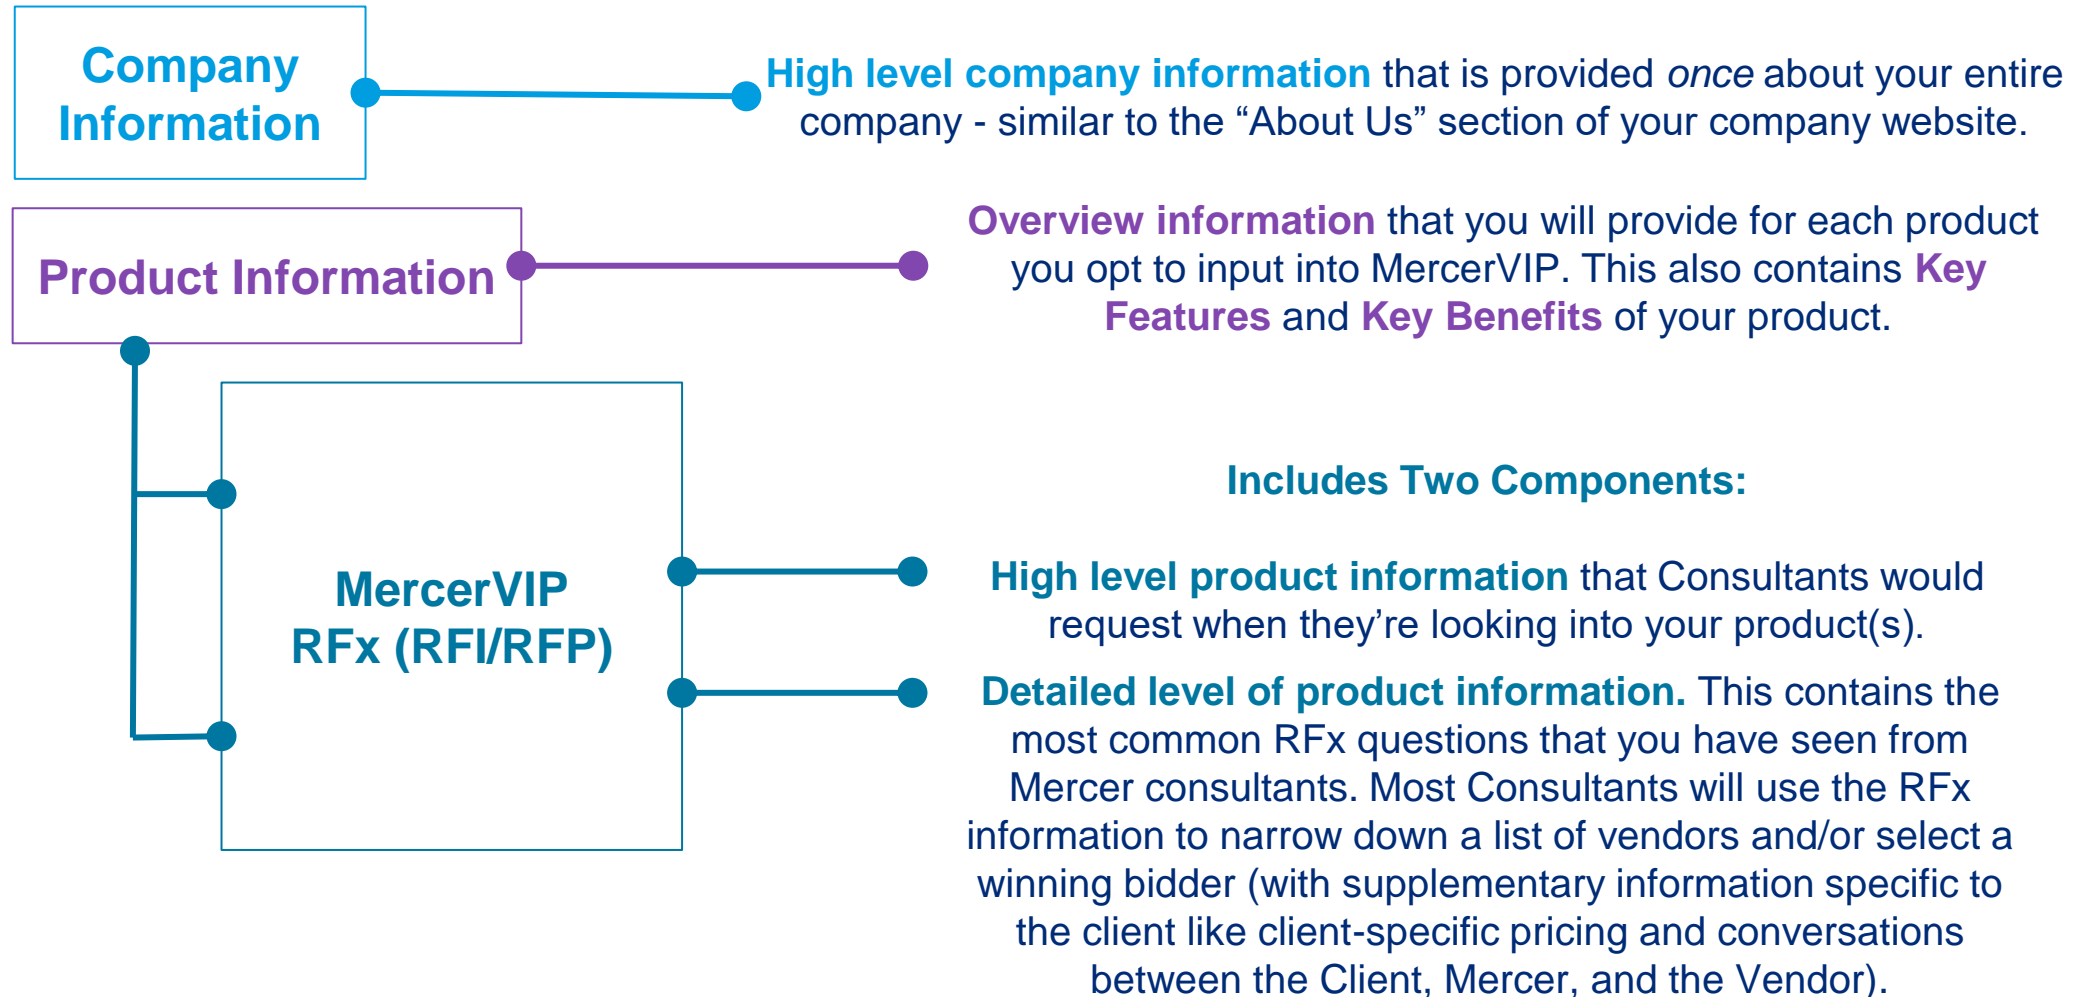 Company
Information
High level company information that is provided once about your entire
company - similar to the “About Us” section of your company website.
Product Information
Overview information that you will provide for each product
you opt to input into MercerVIP. This also contains Key
Features and Key Benefits of your product.
MercerVIP
RFx (RFI/RFP)
Includes Two Components:
High level product information that Consultants would
request when they’re looking into your product(s).
Detailed level of product information. This contains the
most common RFx questions that you have seen from
Mercer consultants. Most Consultants will use the RFx
information to narrow down a list of vendors and/or select a
winning bidder (with supplementary information specific to
the client like client-specific pricing and conversations
between the Client, Mercer, and the Vendor).